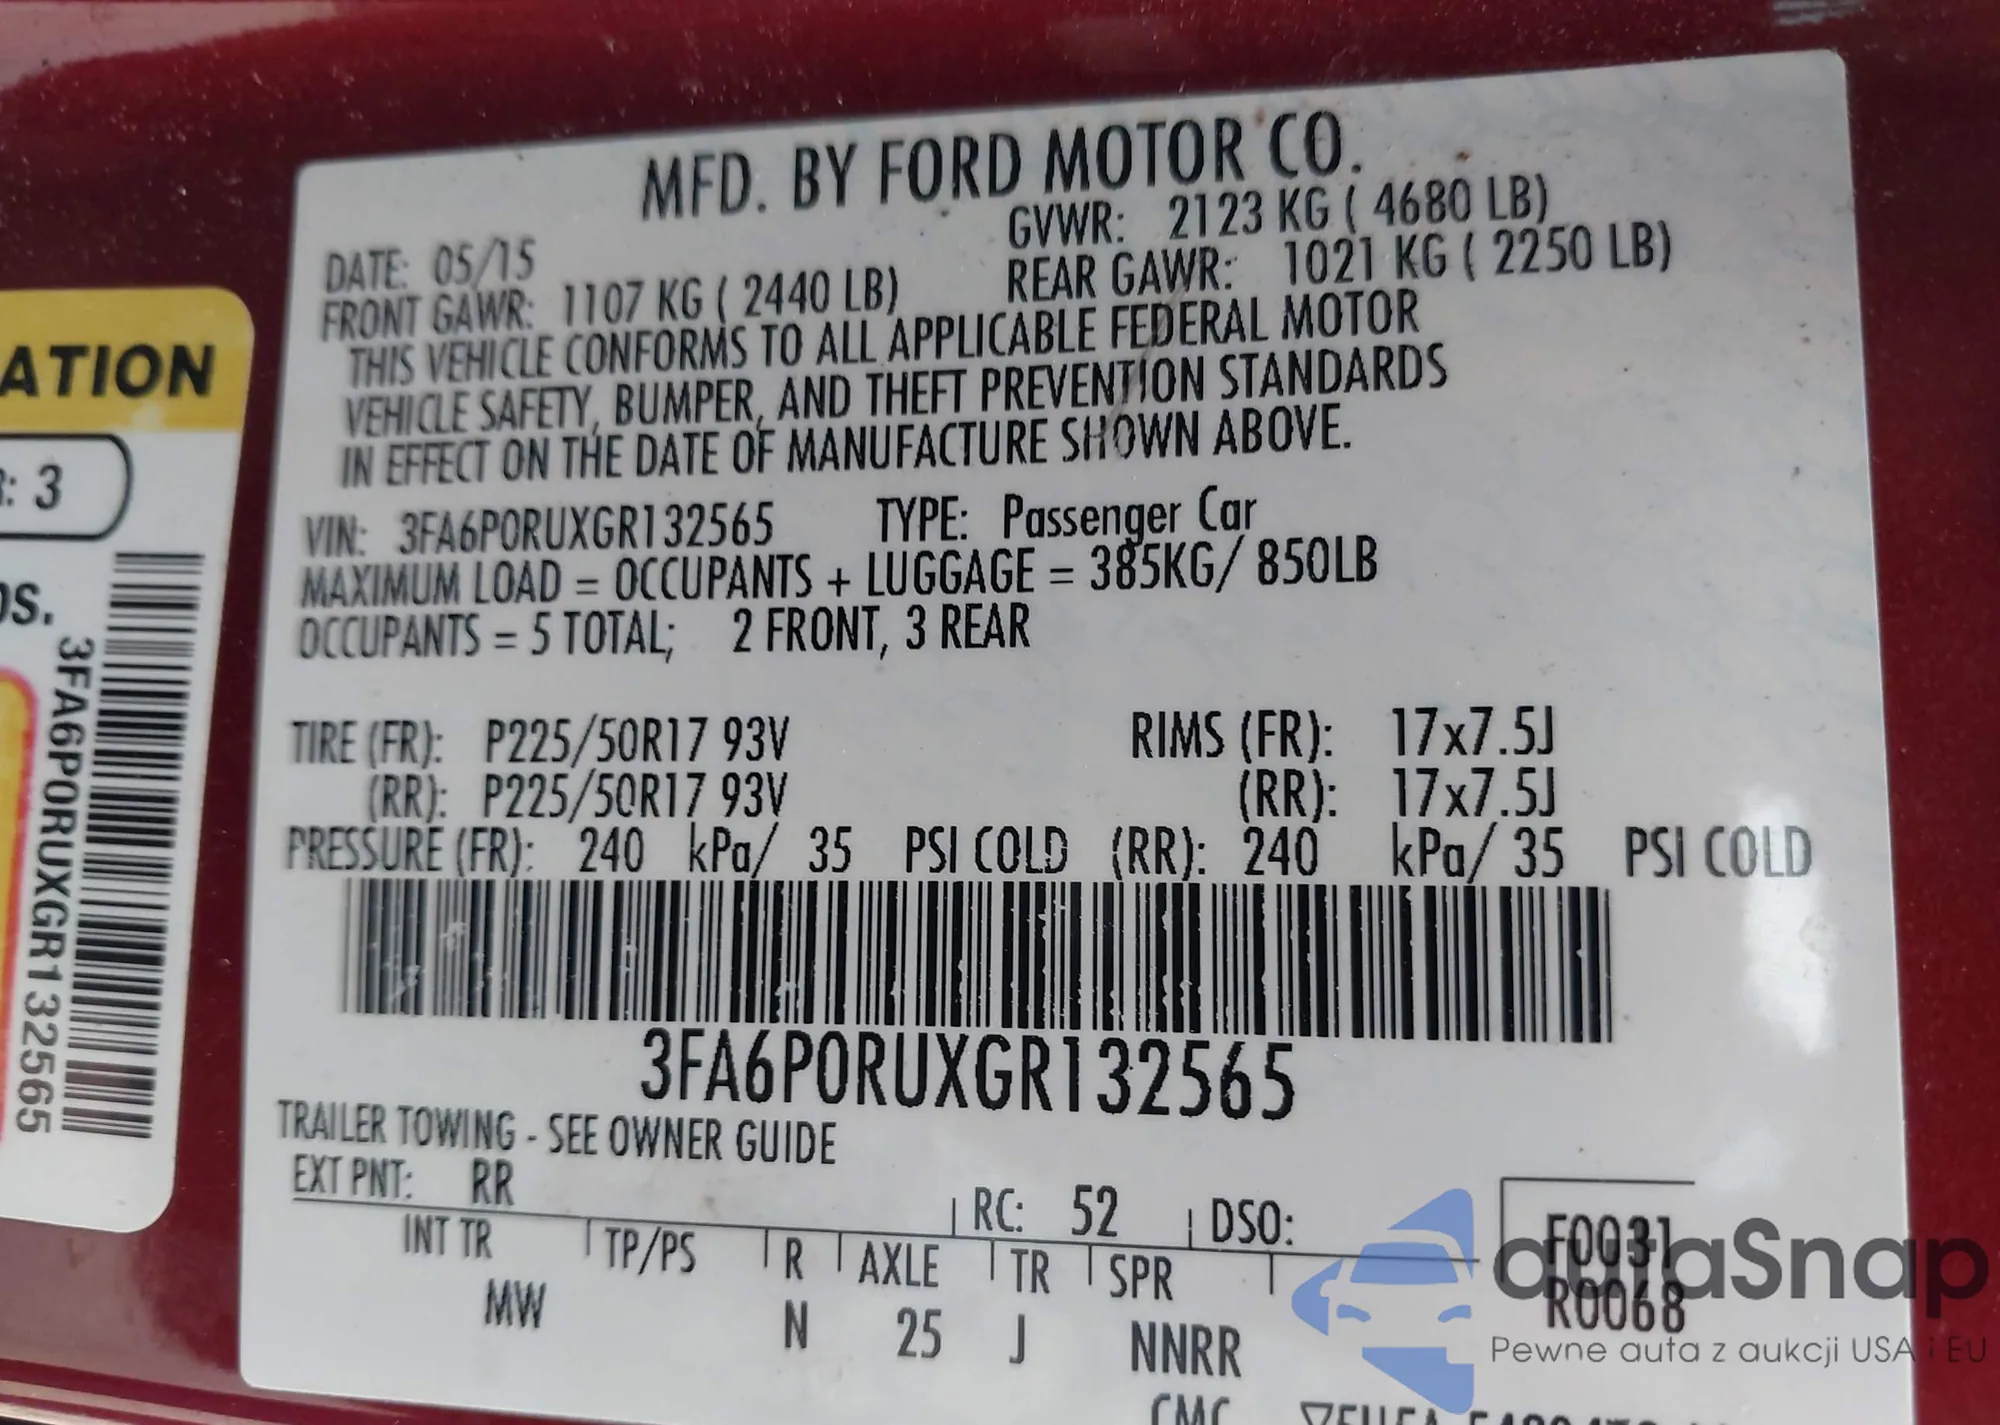 MFD. BY FORD MOTOR CO.
DATE: 05/15
GVWR: 2123 KG ( 4680 LB)
FRONT GAWR: 1107 KG ( 2440 LB)
REAR GAWR: 1021 KG ( 2250 LB)
THIS VEHICLE CONFORMS TO ALL APPLICABLE FEDERAL MOTOR
VEHICLE SAFETY, BUMPER, AND THEFT PREVENTION STANDARDS
IN EFFECT ON THE DATE OF MANUFACTURE SHOWN ABOVE.
VIN: 3FA6P0RUXGR132565 TYPE: Passenger Car
MAXIMUM LOAD = OCCUPANTS + LUGGAGE = 385KG/ 850LB
OCCUPANTS = 5 TOTAL; 2 FRONT, 3 REAR
TIRE (FR): P225/50R17 93V RIMS (FR): 17x7.5J
(RR): P225/50R17 93V (RR): 17x7.5J
PRESSURE (FR): 240 kPa/ 35 PSI COLD (RR): 240 kPa/ 35 PSI COLD
3FA6P0RUXGR132565
TRAILER TOWING - SEE OWNER GUIDE
EXT PNT: RR RC: 52 DSO:
INT TR TP/PS R AXLE TR SPR
MW N 25 J NNRR
F0031
R0068
ATION
: 3
3FA6P0RUXGR132565
autaSnap
Pewne auta z aukcji USA i EU